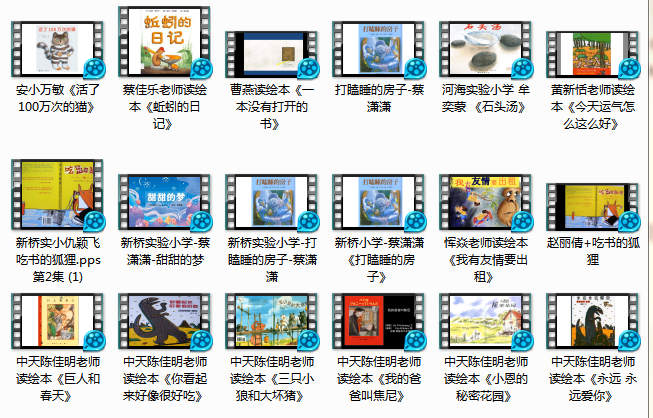 活了100万次的猫
蚯蚓的
日记
打瞌睡的房子
石头汤
安小万敏《活了
100万次的猫》
蔡佳乐老师读绘
本《蚯蚓的日
记》
曹燕读绘本《一
本没有打开的
书》
打瞌睡的房子-蔡
潇潇
河海实验小学 牟
奕蒙 《石头汤》
黄新恬老师读绘
本《今天运气怎
么这么好》
吃书的狐狸
甜甜的梦
打瞌睡的房子
打瞌睡的房子
我有友情要出租
新桥实小仇颖飞
吃书的狐狸.pps
第2集 (1)
新桥实验小学-蔡
潇潇-甜甜的梦
新桥实验小学-打
瞌睡的房子-蔡潇
潇
新桥小学-蔡潇潇
《打瞌睡的房
子》
恽焱老师读绘本
《我有友情要出
租》
赵丽倩+吃书的狐
狸
中天陈佳明老师
读绘本《巨人和
春天》
中天陈佳明老师
读绘本《你看起
来好像很好吃》
中天陈佳明老师
读绘本《三只小
狼和大坏猪》
中天陈佳明老师
读绘本《我的爸
爸叫焦尼》
中天陈佳明老师
读绘本《小恩的
秘密花园》
中天陈佳明老师
读绘本《永远 永
远爱你》